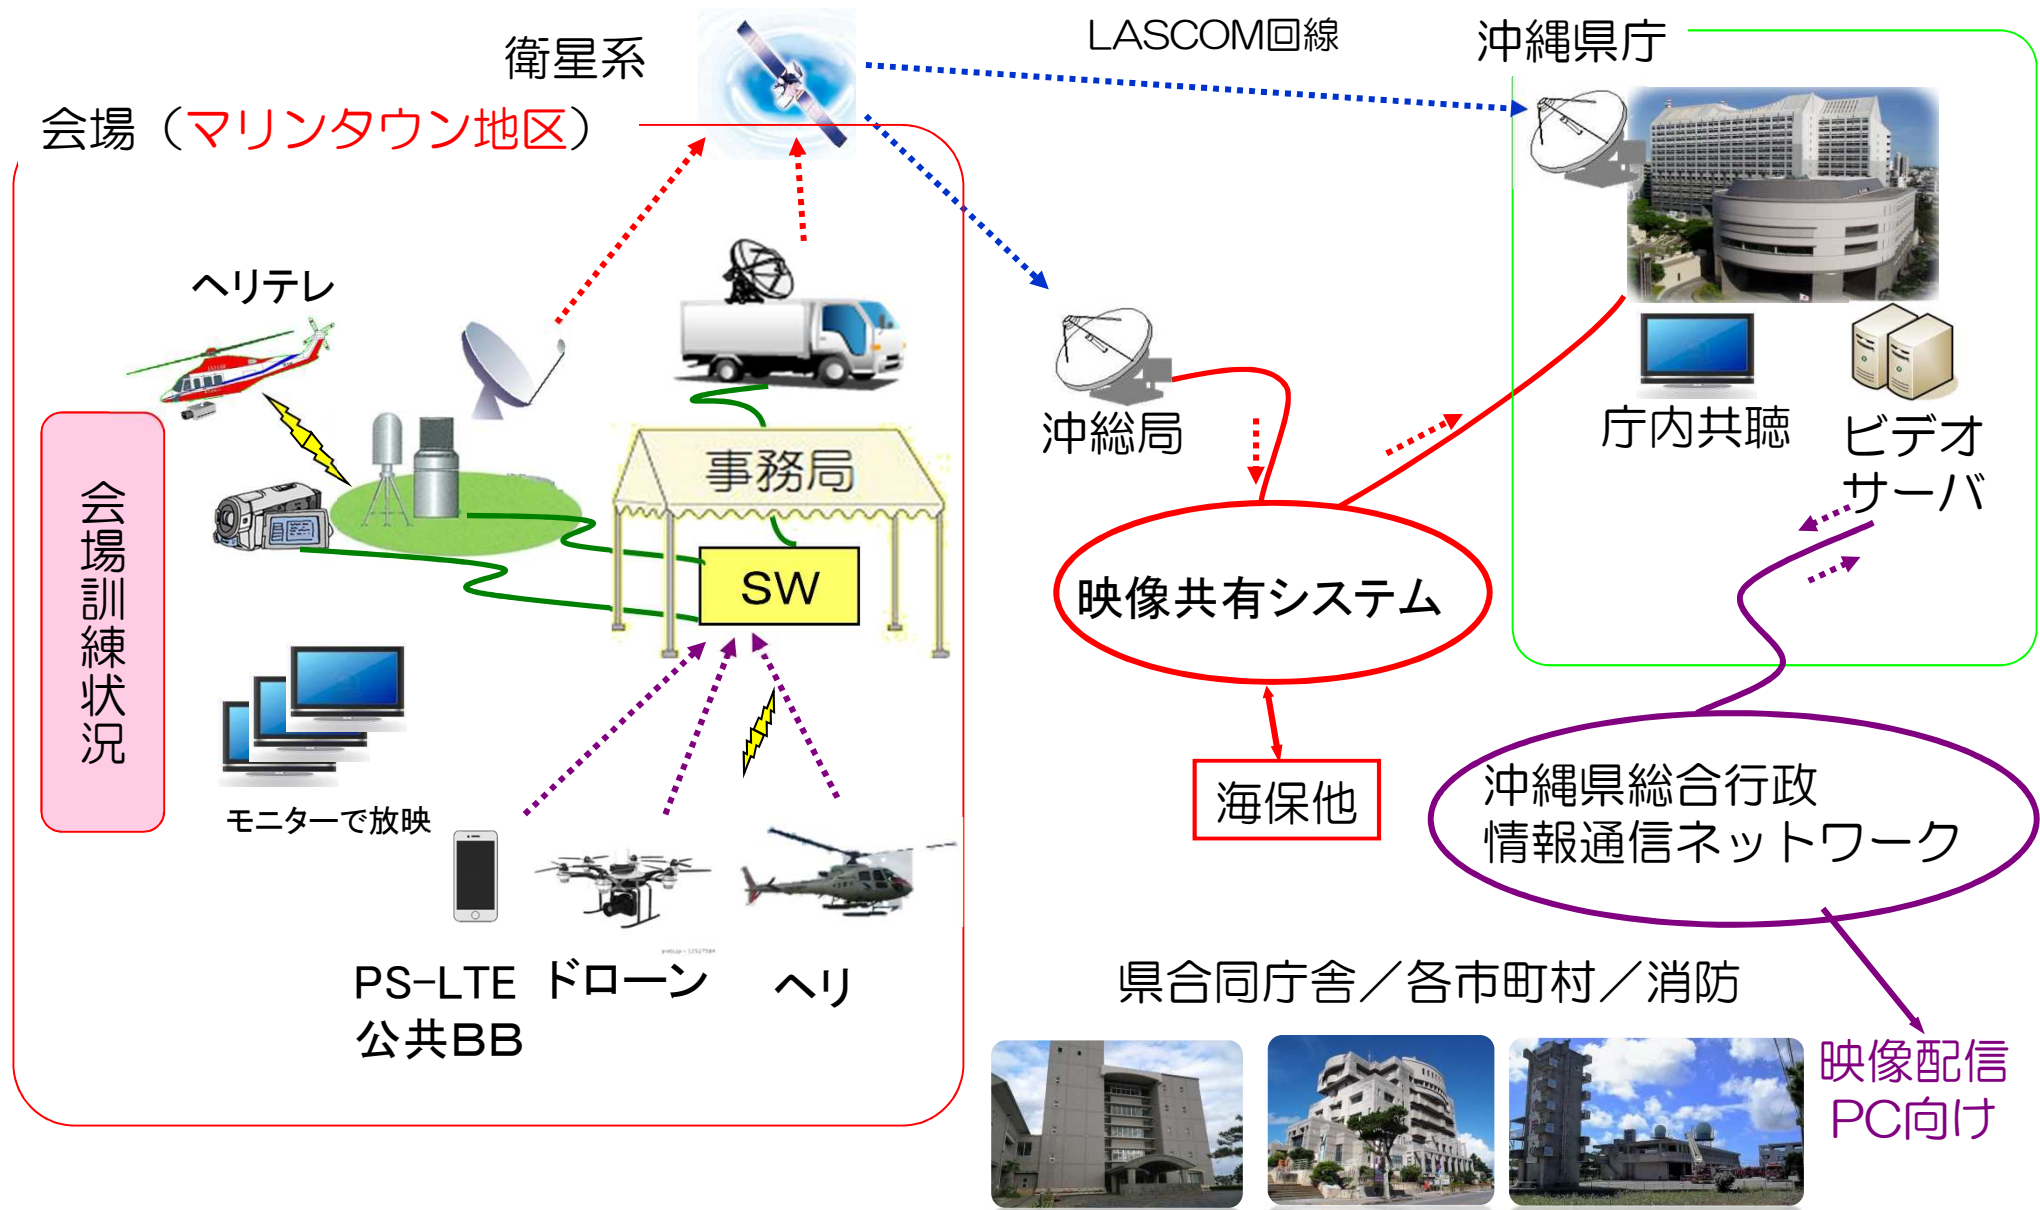 衛星系
LASCOM回線
沖縄県庁
会場（マリンタウン地区）
ヘリテレ
沖総局
庁内共聴
ビデオ
サーバ
会場訓練状況
事務局
SW
映像共有システム
モニターで放映
海保他
沖縄県総合行政
情報通信ネットワーク
PS-LTE
公共BB
ドローン
ヘリ
県合同庁舎／各市町村／消防
映像配信
PC向け